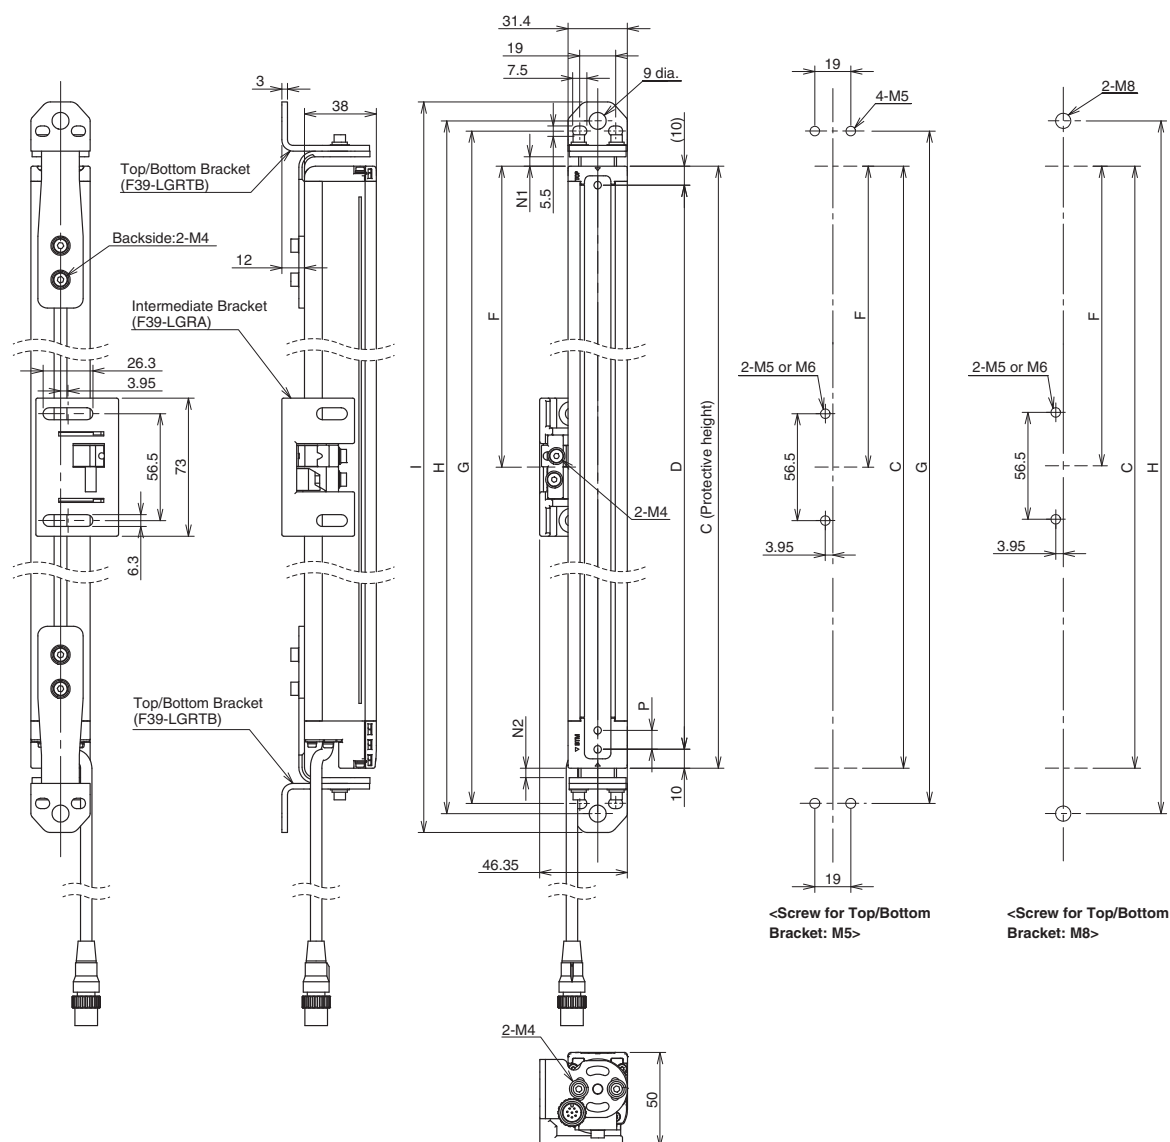 31.4
19
7.5
9 dia.
3
38
19
4-M5
2-M8
(10)
Top/Bottom Bracket
(F39-LGRTB)
TOP
N1
5.5
Backside:2-M4
12
Intermediate Bracket
(F39-LGRA)
F
F
F
26.3
3.95
2-M5 or M6
2-M5 or M6
56.5
73
I
H
G
D
C (Protective height)
56.5
C
G
56.5
C
H
2-M4
3.95
3.95
6.3
Top/Bottom Bracket
(F39-LGRTB)
N2
P
PLUS
10
46.35
19
<Screw for Top/Bottom
Bracket: M5>
<Screw for Top/Bottom
Bracket: M8>
2-M4
50